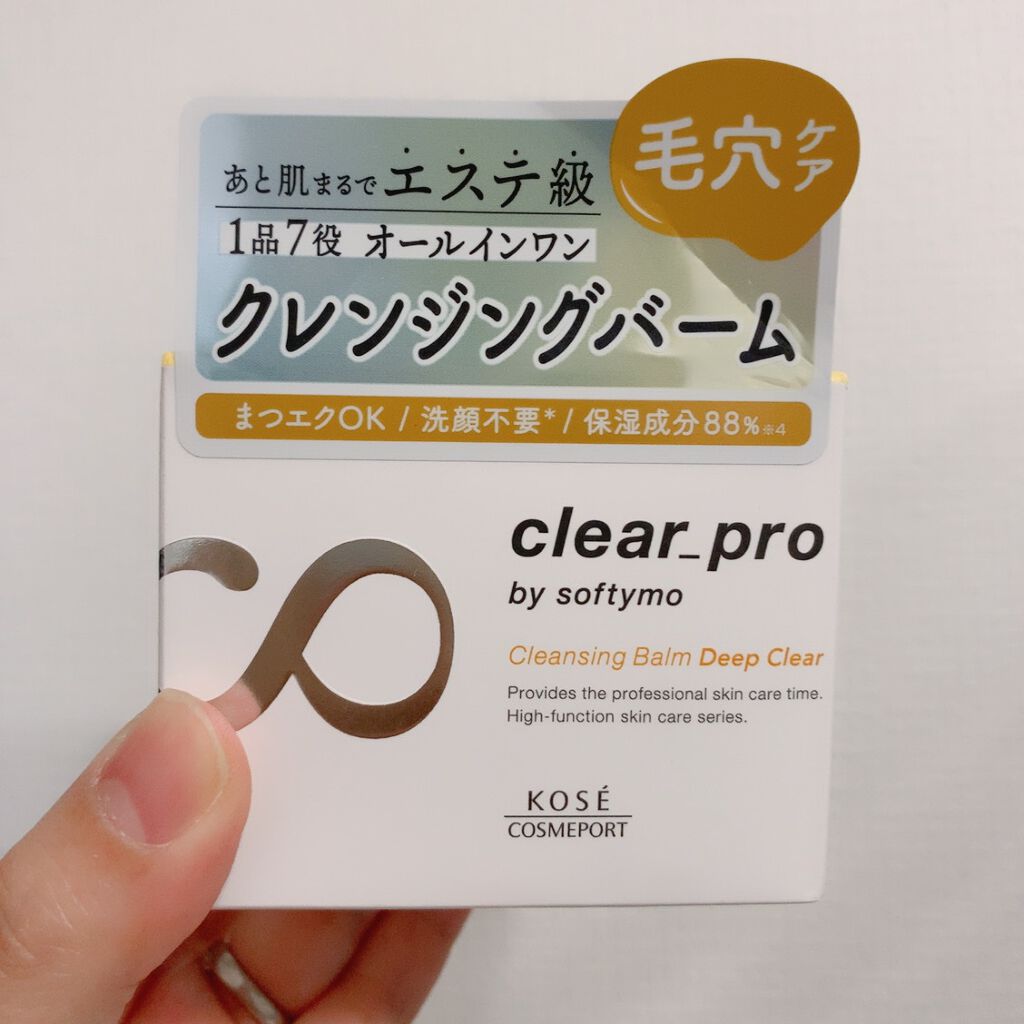 毛穴ケア
あと肌まるでエステ級
1品7役 オールインワン
クレンジングバーム
まつエクOK / 洗顔不要* / 保湿成分88%※4
clear_pro
by softymo
Cleansing Balm Deep Clear
Provides the professional skin care time.
High-function skin care series.
KOSÉ
COSMEPORT